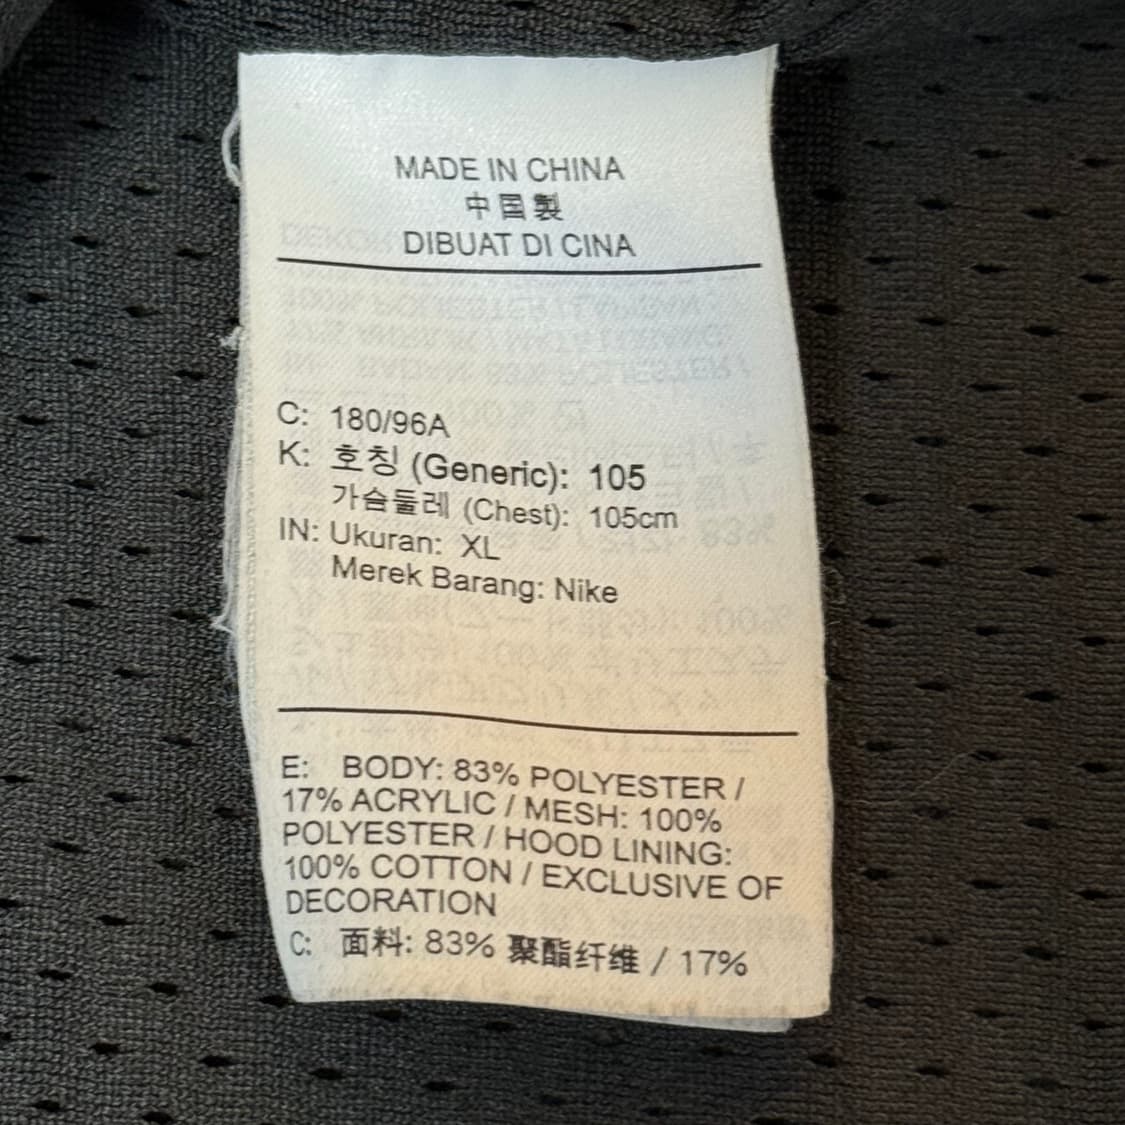 MADE IN CHINA
中国製
DIBUAT DI CINA
C: 180/96A
K: 호칭 (Generic): 105
가슴둘레 (Chest): 105cm
IN: Ukuran: XL
Merek Barang: Nike
E: BODY: 83% POLYESTER /
17% ACRYLIC / MESH: 100%
POLYESTER / HOOD LINING:
100% COTTON / EXCLUSIVE OF
DECORATION
C: 面料: 83% 聚酯纤维 / 17%